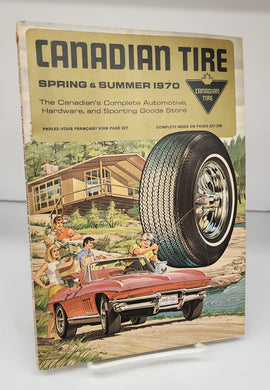 CANADIAN TIRE
SPRING & SUMMER 1970
The Canadian's Complete Automotive,
Hardware, and Sporting Goods Store
CANADIAN
TIRE
PARLEZ-VOUS FRANÇAIS? VOIR PAGE 227
COMPLETE INDEX ON PAGES 227-228